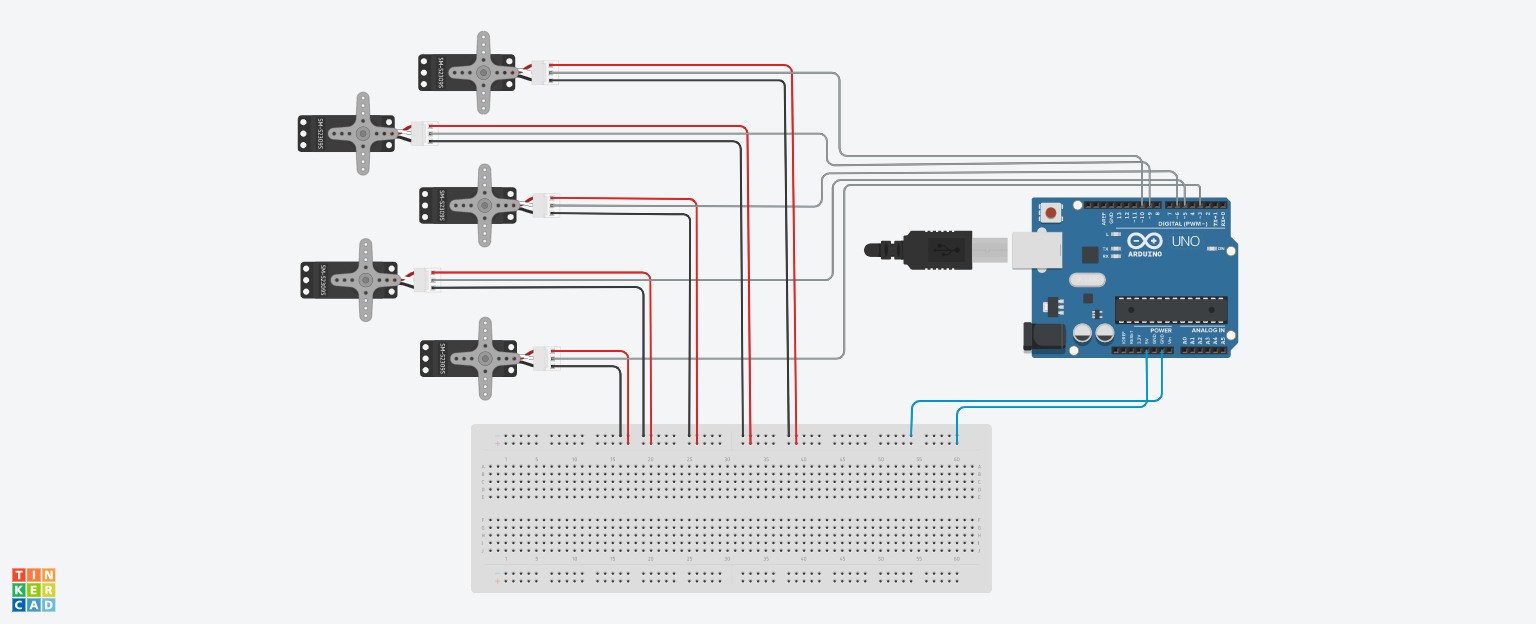 SM-S2309S
SM-S2309S
SM-S2309S
SM-S2309S
SM-S2309S
AREF
GND
13
12
~11
~10
~9
8
7
~6
~5
4
~3
2
TX→1
RX←0
DIGITAL (PWM~)
L
TX
RX
ARDUINO
UNO
ON
POWER
ANALOG IN
IOREF
RESET
3.3V
5V
GND
GND
Vin
A0
A1
A2
A3
A4
A5
1 5 10 15 20 25 30 35 40 45 50 55 60
1 5 10 15 20 25 30 35 40 45 50 55 60
TIN
KER
CAD